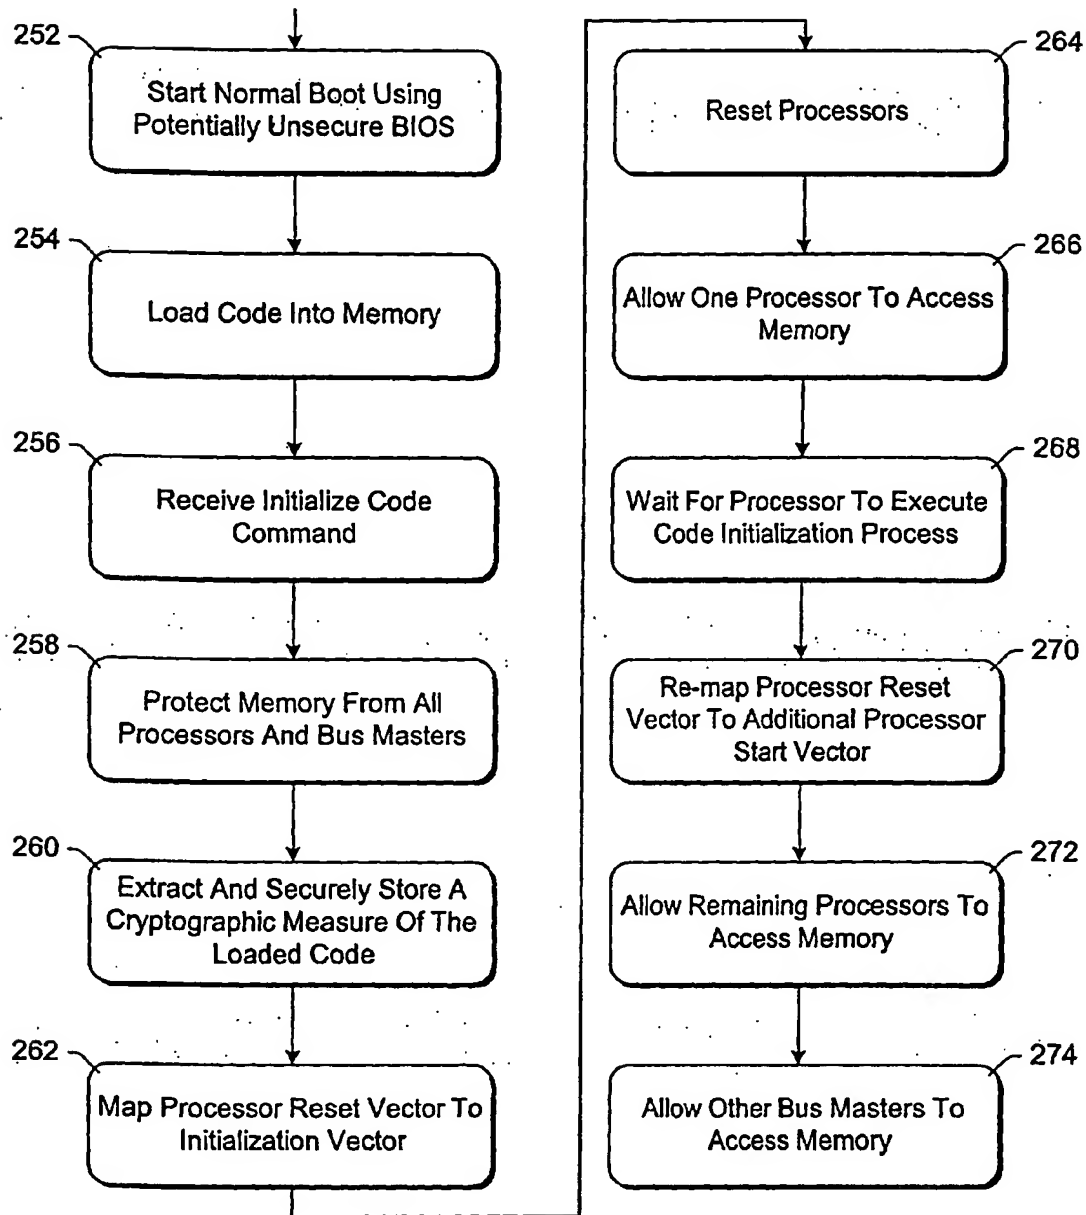 252
Start Normal Boot Using
Potentially Unsecure BIOS
254
Load Code Into Memory
256
Receive Initialize Code
Command
258
Protect Memory From All
Processors And Bus Masters
260
Extract And Securely Store A
Cryptographic Measure Of The
Loaded Code
262
Map Processor Reset Vector To
Initialization Vector
264
Reset Processors
266
Allow One Processor To Access
Memory
268
Wait For Processor To Execute
Code Initialization Process
270
Re-map Processor Reset
Vector To Additional Processor
Start Vector
272
Allow Remaining Processors To
Access Memory
274
Allow Other Bus Masters To
Access Memory